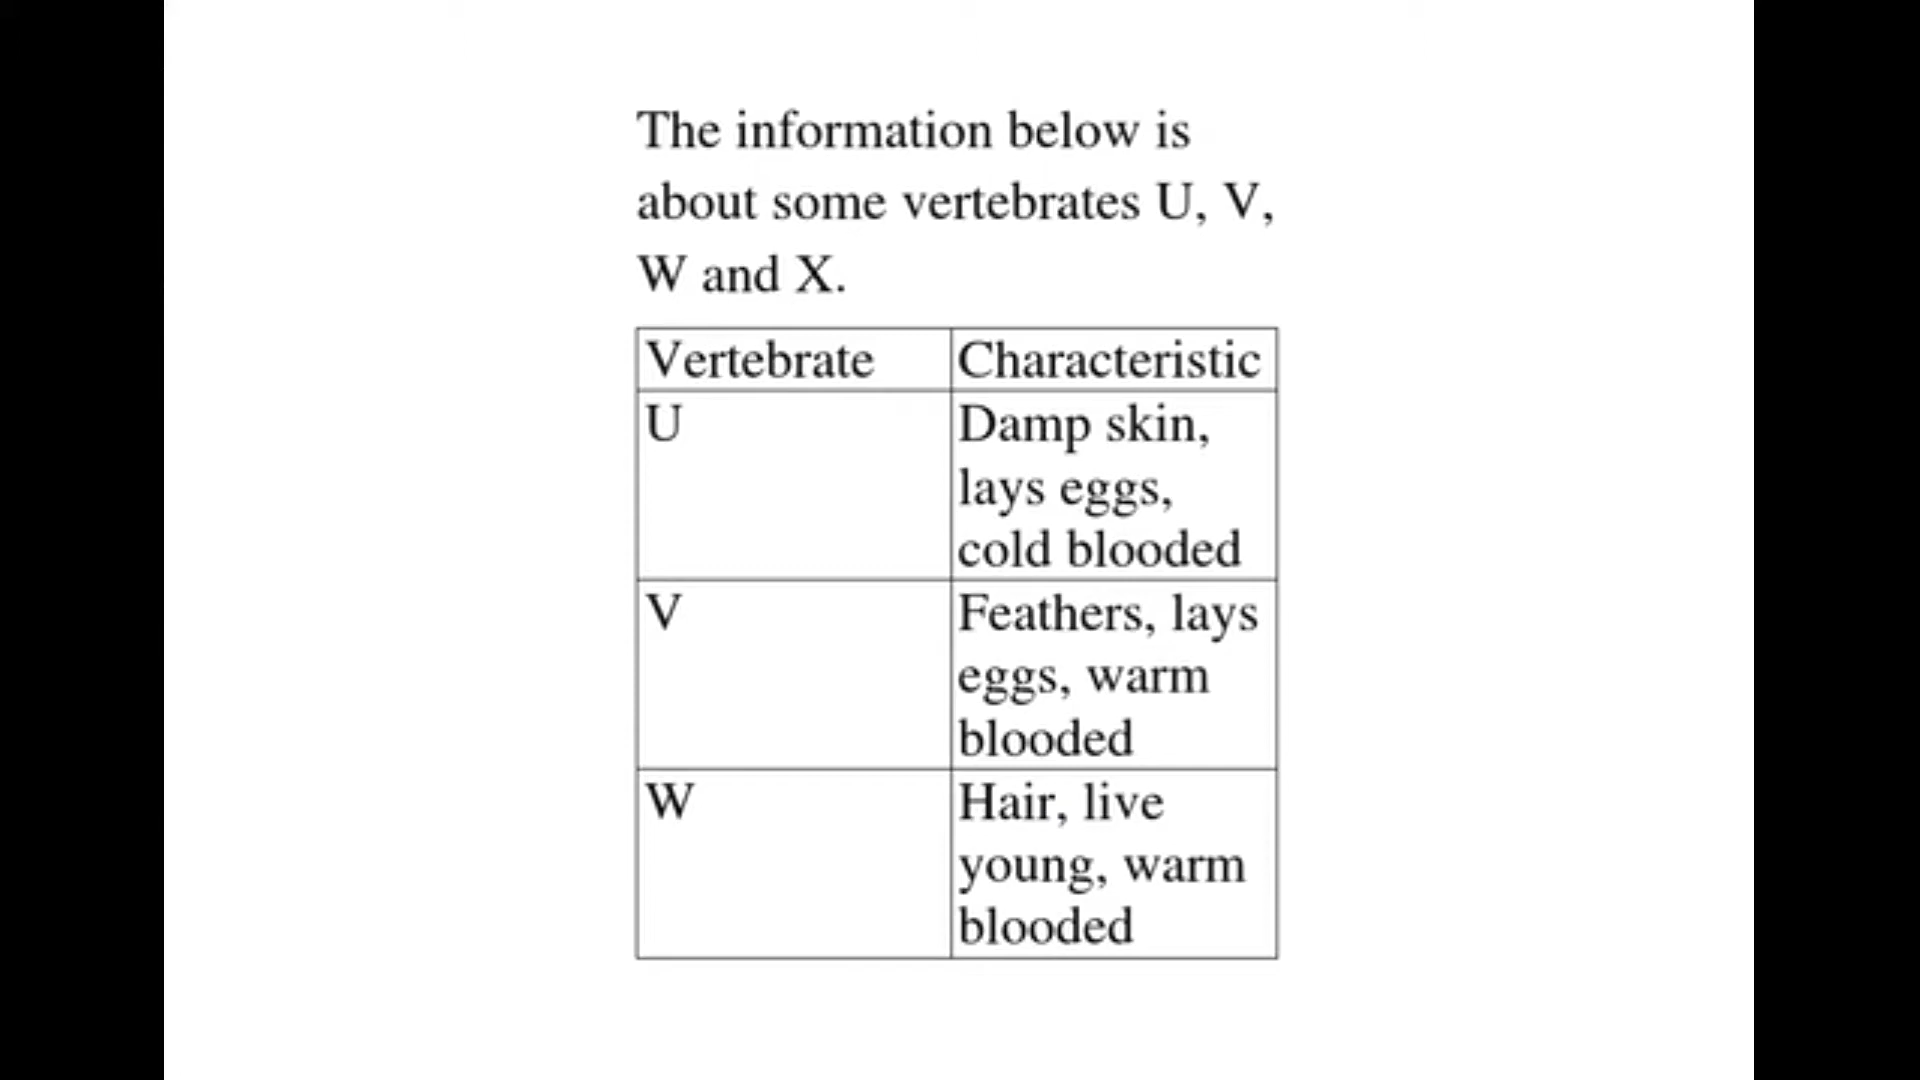 The information below is
about some vertebrates U, V,
W and X.
Vertebrate Characteristic
U Damp skin,
lays eggs,
cold blooded
V Feathers, lays
eggs, warm
blooded
W Hair, live
young, warm
blooded